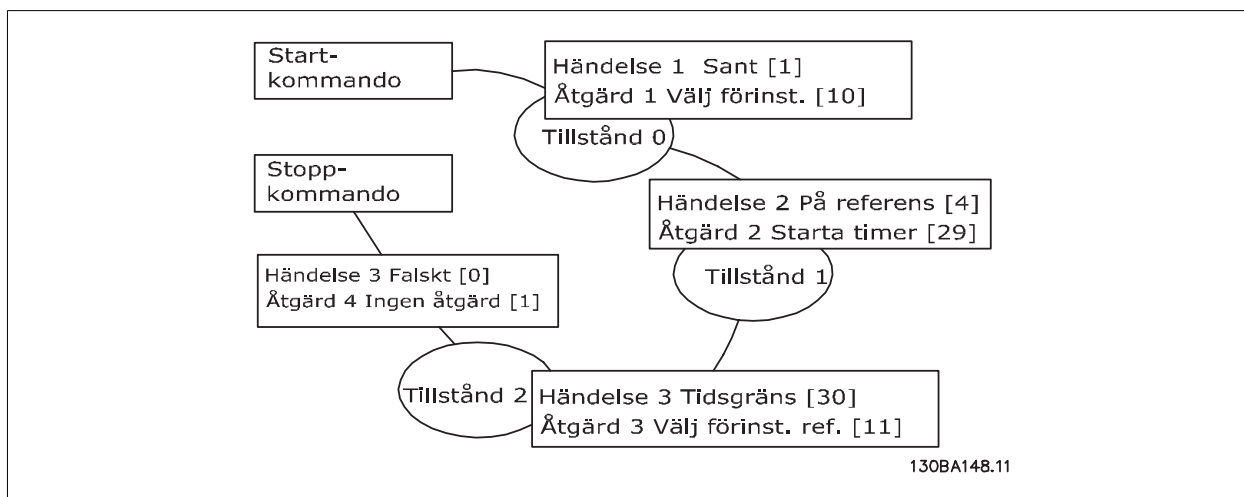 Start-
kommando
Händelse 1 Sant [1]
Åtgärd 1 Välj förinst. [10]
Tillstånd 0
Stopp-
kommando
Händelse 2 På referens [4]
Åtgärd 2 Starta timer [29]
Tillstånd 1
Händelse 3 Falskt [0]
Åtgärd 4 Ingen åtgärd [1]
Tillstånd 2
Händelse 3 Tidsgräns [30]
Åtgärd 3 Välj förinst. ref. [11]
130BA148.11